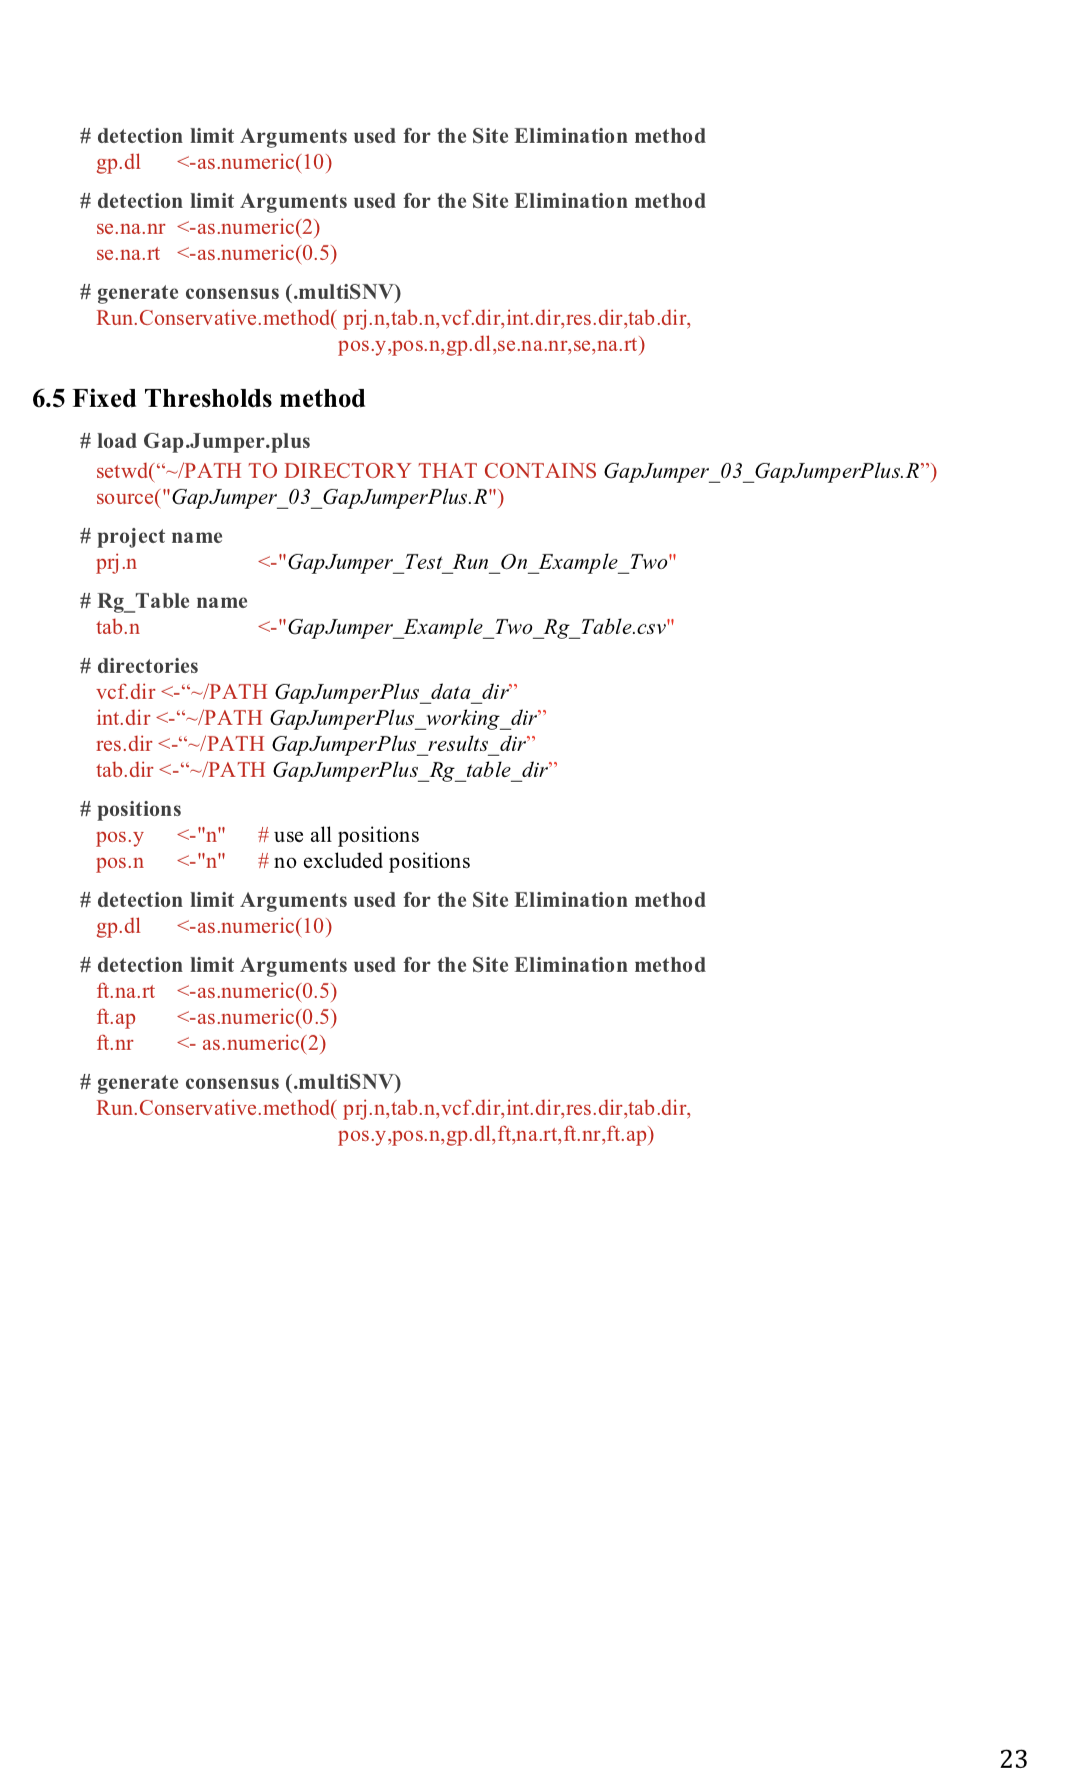 # detection limit Arguments used for the Site Elimination method
gp.dl <-as.numeric(10)
# detection limit Arguments used for the Site Elimination method
se.na.nr <-as.numeric(2)
se.na.rt <-as.numeric(0.5)
# generate consensus (.multiSNV)
Run.Conservative.method( prj.n,tab.n,vcf.dir,int.dir,res.dir,tab.dir,
pos.y,pos.n,gp.dl,se.na.nr,se,na.rt)
6.5 Fixed Thresholds method
# load Gap.Jumper.plus
setwd(“~/PATH TO DIRECTORY THAT CONTAINS GapJumper_03_GapJumperPlus.R”)
source("GapJumper_03_GapJumperPlus.R")
# project name
prj.n <-"GapJumper_Test_Run_On_Example_Two"
# Rg_Table name
tab.n <-"GapJumper_Example_Two_Rg_Table.csv"
# directories
vcf.dir <-“~/PATH GapJumperPlus_data_dir”
int.dir <-“~/PATH GapJumperPlus_working_dir”
res.dir <-“~/PATH GapJumperPlus_results_dir”
tab.dir <-“~/PATH GapJumperPlus_Rg_table_dir”
# positions
pos.y <-"n" # use all positions
pos.n <-"n" # no excluded positions
# detection limit Arguments used for the Site Elimination method
gp.dl <-as.numeric(10)
# detection limit Arguments used for the Site Elimination method
ft.na.rt <-as.numeric(0.5)
ft.ap <-as.numeric(0.5)
ft.nr <- as.numeric(2)
# generate consensus (.multiSNV)
Run.Conservative.method( prj.n,tab.n,vcf.dir,int.dir,res.dir,tab.dir,
pos.y,pos.n,gp.dl,ft,na.rt,ft.nr,ft.ap)
23